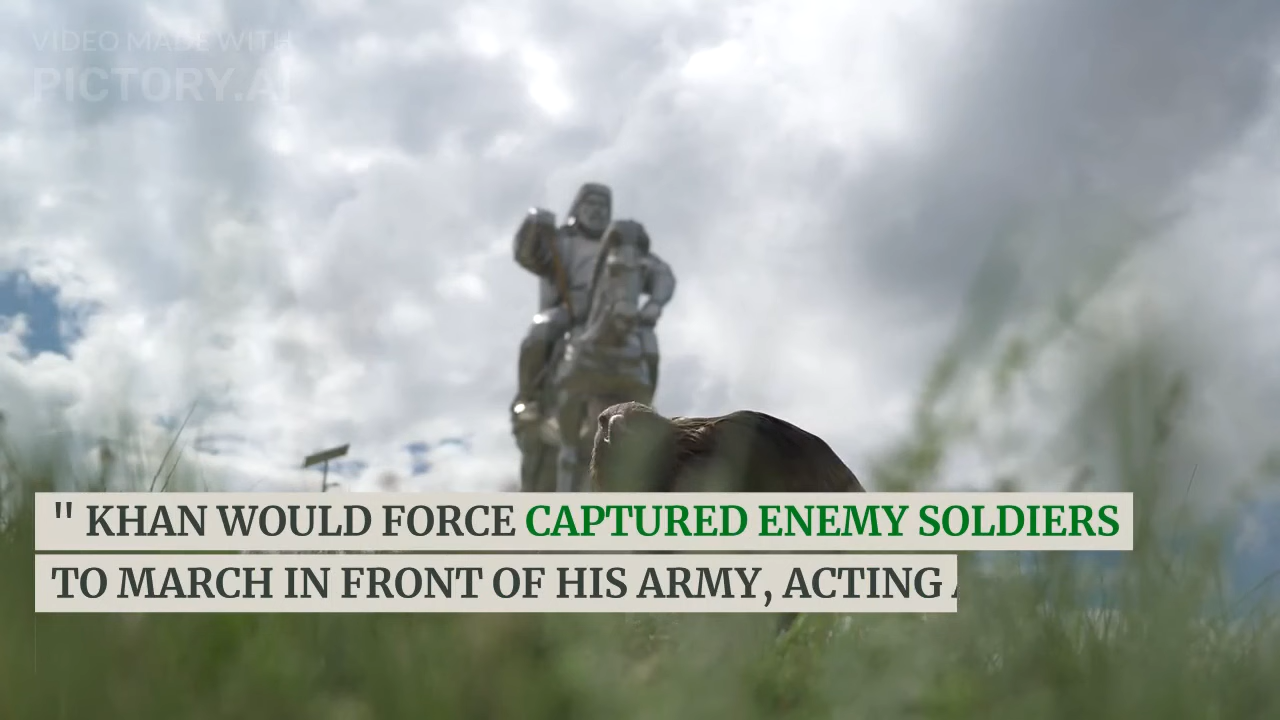 VIDEO MADE WITH
PICTORY.AI
" KHAN WOULD FORCE CAPTURED ENEMY SOLDIERS
TO MARCH IN FRONT OF HIS ARMY, ACTING